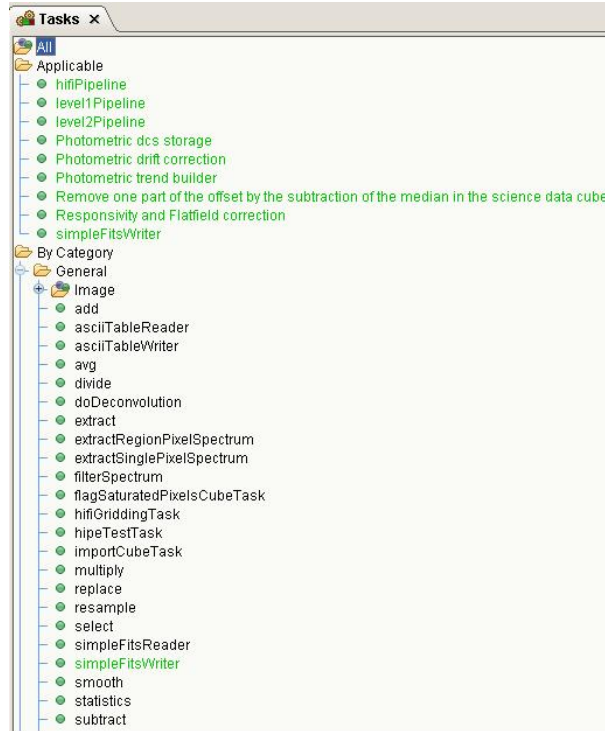 Tasks ×
All
Applicable
hifiPipeline
level1Pipeline
level2Pipeline
Photometric dcs storage
Photometric drift correction
Photometric trend builder
Remove one part of the offset by the subtraction of the median in the science data cube
Responsivity and Flatfield correction
simpleFitsWriter
By Category
General
Image
add
asciiTableReader
asciiTableWriter
avg
divide
doDeconvolution
extract
extractRegionPixelSpectrum
extractSinglePixelSpectrum
filterSpectrum
flagSaturatedPixelsCubeTask
hifiGriddingTask
hipeTestTask
importCubeTask
multiply
replace
resample
select
simpleFitsReader
simpleFitsWriter
smooth
statistics
subtract